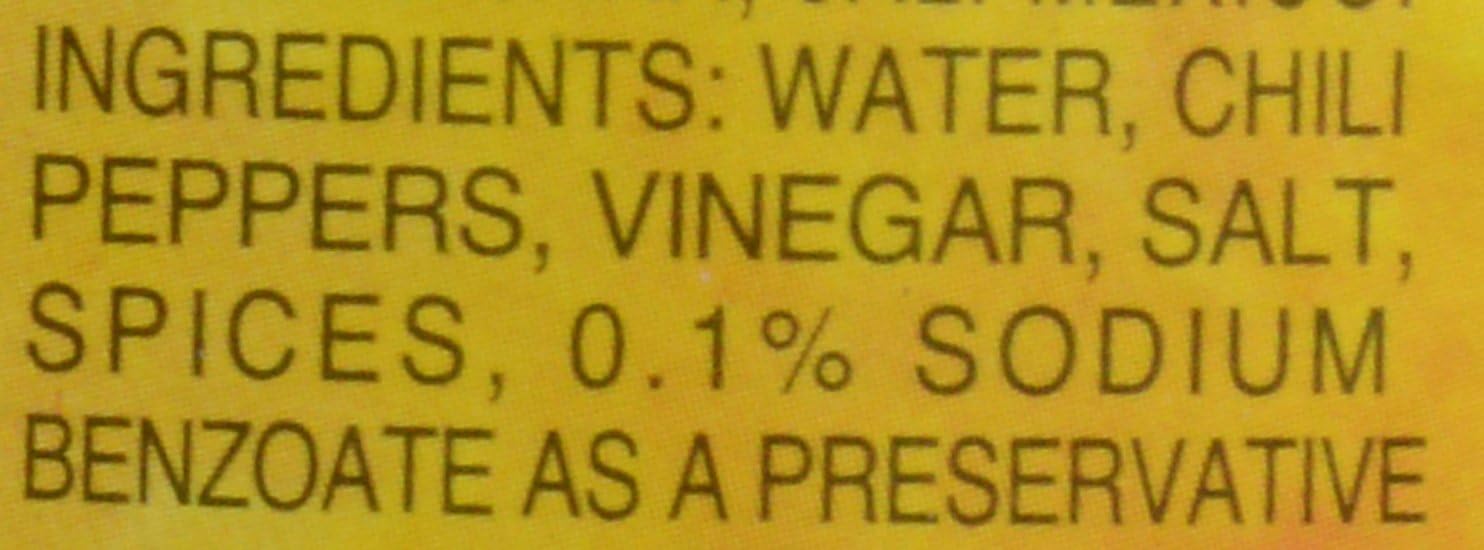 INGREDIENTS: WATER, CHILI
PEPPERS, VINEGAR, SALT,
SPICES, 0.1% SODIUM
BENZOATE AS A PRESERVATIVE